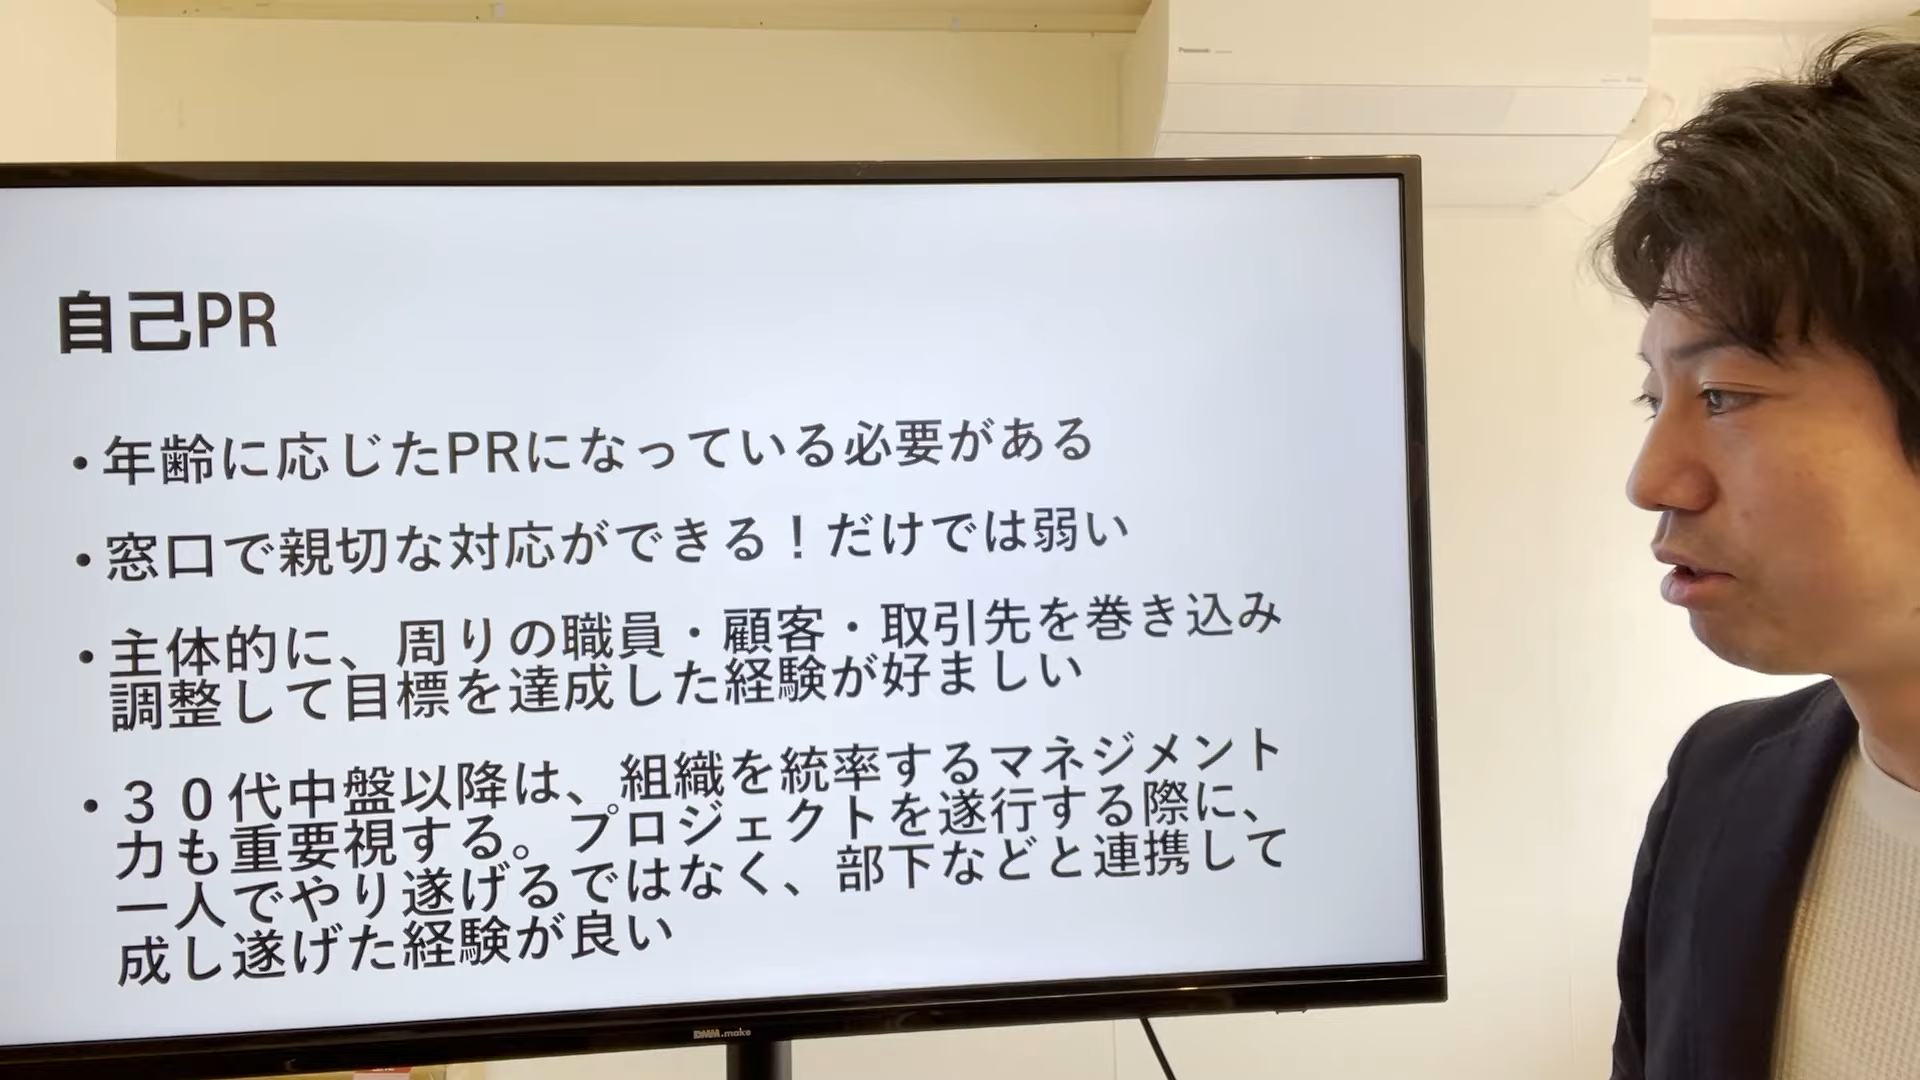 Panasonic
自己PR
・年齢に応じたPRになっている必要がある
・窓口で親切な対応ができる！だけでは弱い
・主体的に、周りの職員・顧客・取引先を巻き込み
調整して目標を達成した経験が好ましい
・３０代中盤以降は、組織を統率するマネジメント
力も重要視する。プロジェクトを遂行する際に、
一人でやり遂げるではなく、部下などと連携して
成し遂げた経験が良い
DMM.make